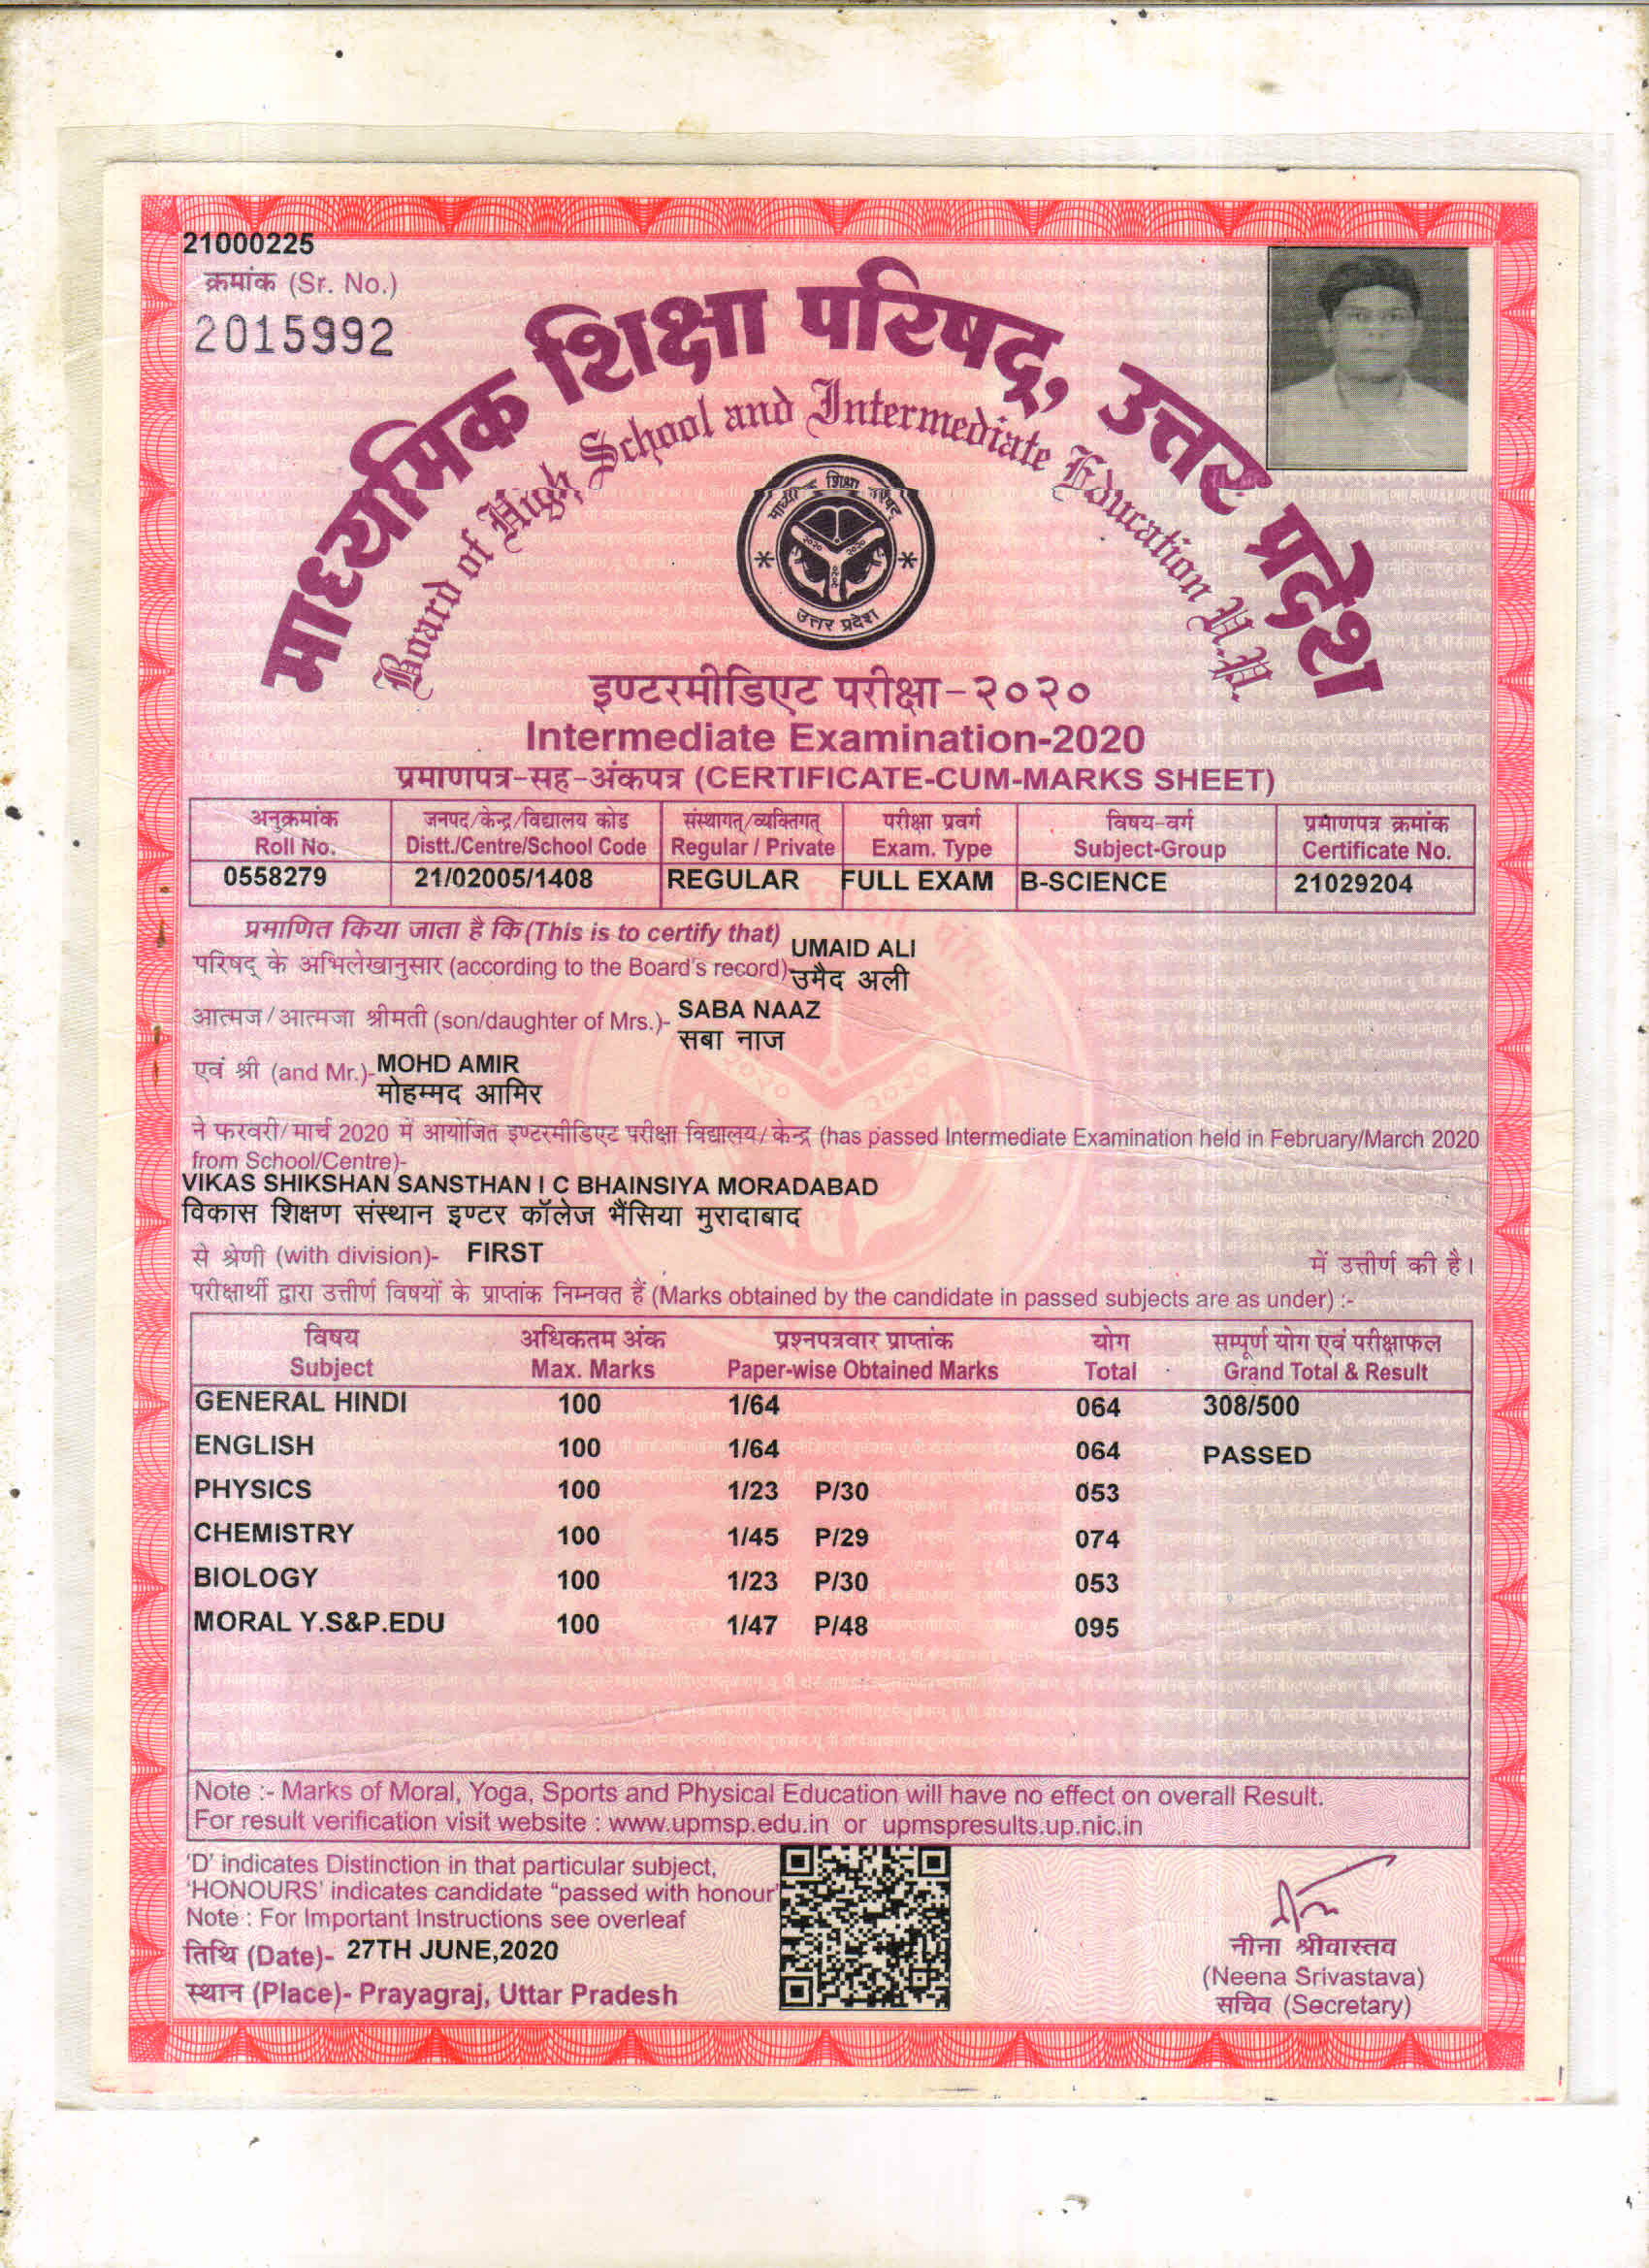 21000225
क्रमांक (Sr. No.)
2015992
माध्यमिक शिक्षा परिषद्, उत्तर प्रदेश
Board of High School and Intermediate Education U.P.
माध्यमिक शिक्षा परिषद्
उत्तर प्रदेश
इण्टरमीडिएट परीक्षा-२०२०
Intermediate Examination-2020
प्रमाणपत्र-सह-अंकपत्र (CERTIFICATE-CUM-MARKS SHEET)
अनुक्रमांक जनपद/केन्द्र/विद्यालय कोड संस्थागत्/व्यक्तिगत् परीक्षा प्रवर्ग विषय-वर्ग प्रमाणपत्र क्रमांक
Roll No. Distt./Centre/School Code Regular / Private Exam. Type Subject-Group Certificate No.
0558279 21/02005/1408 REGULAR FULL EXAM B-SCIENCE 21029204
प्रमाणित किया जाता है कि (This is to certify that) UMAID ALI
परिषद् के अभिलेखानुसार (according to the Board's record)- उमैद अली
आत्मज/आत्मजा श्रीमती (son/daughter of Mrs.)- SABA NAAZ
सबा नाज
एवं श्री (and Mr.)- MOHD AMIR
मोहम्मद आमिर
ने फरवरी/मार्च 2020 में आयोजित इण्टरमीडिएट परीक्षा विद्यालय/केन्द्र (has passed Intermediate Examination held in February/March 2020
from School/Centre)-
VIKAS SHIKSHAN SANSTHAN I C BHAINSIYA MORADABAD
विकास शिक्षण संस्थान इण्टर कॉलेज भैंसिया मुरादाबाद
से श्रेणी (with division)- FIRST में उत्तीर्ण की है।
परीक्षार्थी द्वारा उत्तीर्ण विषयों के प्राप्तांक निम्नवत हैं (Marks obtained by the candidate in passed subjects are as under) :-
विषय अधिकतम अंक प्रश्नपत्रवार प्राप्तांक योग सम्पूर्ण योग एवं परीक्षाफल
Subject Max. Marks Paper-wise Obtained Marks Total Grand Total & Result
GENERAL HINDI 100 1/64 064 308/500
ENGLISH 100 1/64 064 PASSED
PHYSICS 100 1/23 P/30 053
CHEMISTRY 100 1/45 P/29 074
BIOLOGY 100 1/23 P/30 053
MORAL Y.S&P.EDU 100 1/47 P/48 095
Note :- Marks of Moral, Yoga, Sports and Physical Education will have no effect on overall Result.
For result verification visit website : www.upmsp.edu.in or upmspresults.up.nic.in
'D' indicates Distinction in that particular subject,
'HONOURS' indicates candidate "passed with honour"
Note : For Important Instructions see overleaf
तिथि (Date)- 27TH JUNE,2020
स्थान (Place)- Prayagraj, Uttar Pradesh
नीना श्रीवास्तव
(Neena Srivastava)
सचिव (Secretary)